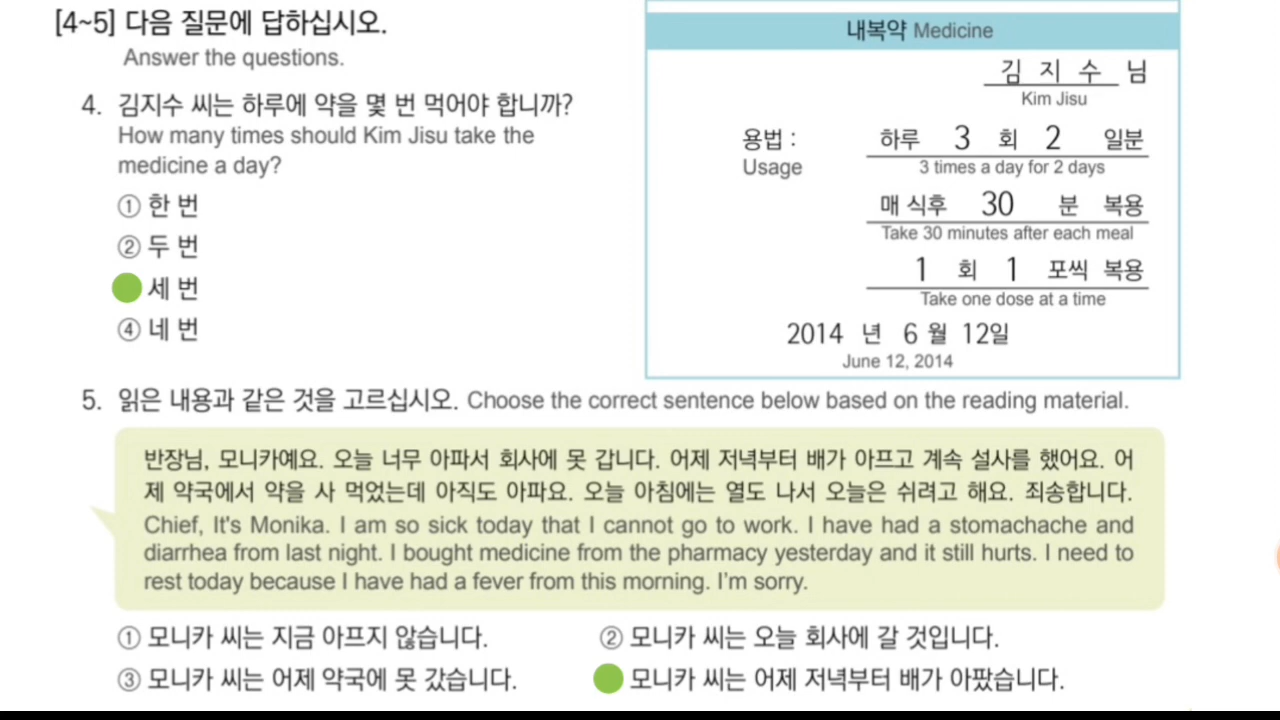 [4~5] 다음 질문에 답하십시오.
Answer the questions.
4. 김지수 씨는 하루에 약을 몇 번 먹어야 합니까?
How many times should Kim Jisu take the
medicine a day?
① 한 번
② 두 번
세 번
④ 네 번
내복약 Medicine
김 지 수 님
Kim Jisu
용법 : 하루 3 회 2 일분
Usage 3 times a day for 2 days
매 식후 30 분 복용
Take 30 minutes after each meal
1 회 1 포씩 복용
Take one dose at a time
2014 년 6 월 12일
June 12, 2014
5. 읽은 내용과 같은 것을 고르십시오. Choose the correct sentence below based on the reading material.
반장님, 모니카예요. 오늘 너무 아파서 회사에 못 갑니다. 어제 저녁부터 배가 아프고 계속 설사를 했어요. 어
제 약국에서 약을 사 먹었는데 아직도 아파요. 오늘 아침에는 열도 나서 오늘은 쉬려고 해요. 죄송합니다.
Chief, It's Monika. I am so sick today that I cannot go to work. I have had a stomachache and
diarrhea from last night. I bought medicine from the pharmacy yesterday and it still hurts. I need to
rest today because I have had a fever from this morning. I'm sorry.
① 모니카 씨는 지금 아프지 않습니다. ② 모니카 씨는 오늘 회사에 갈 것입니다.
③ 모니카 씨는 어제 약국에 못 갔습니다. 모니카 씨는 어제 저녁부터 배가 아팠습니다.